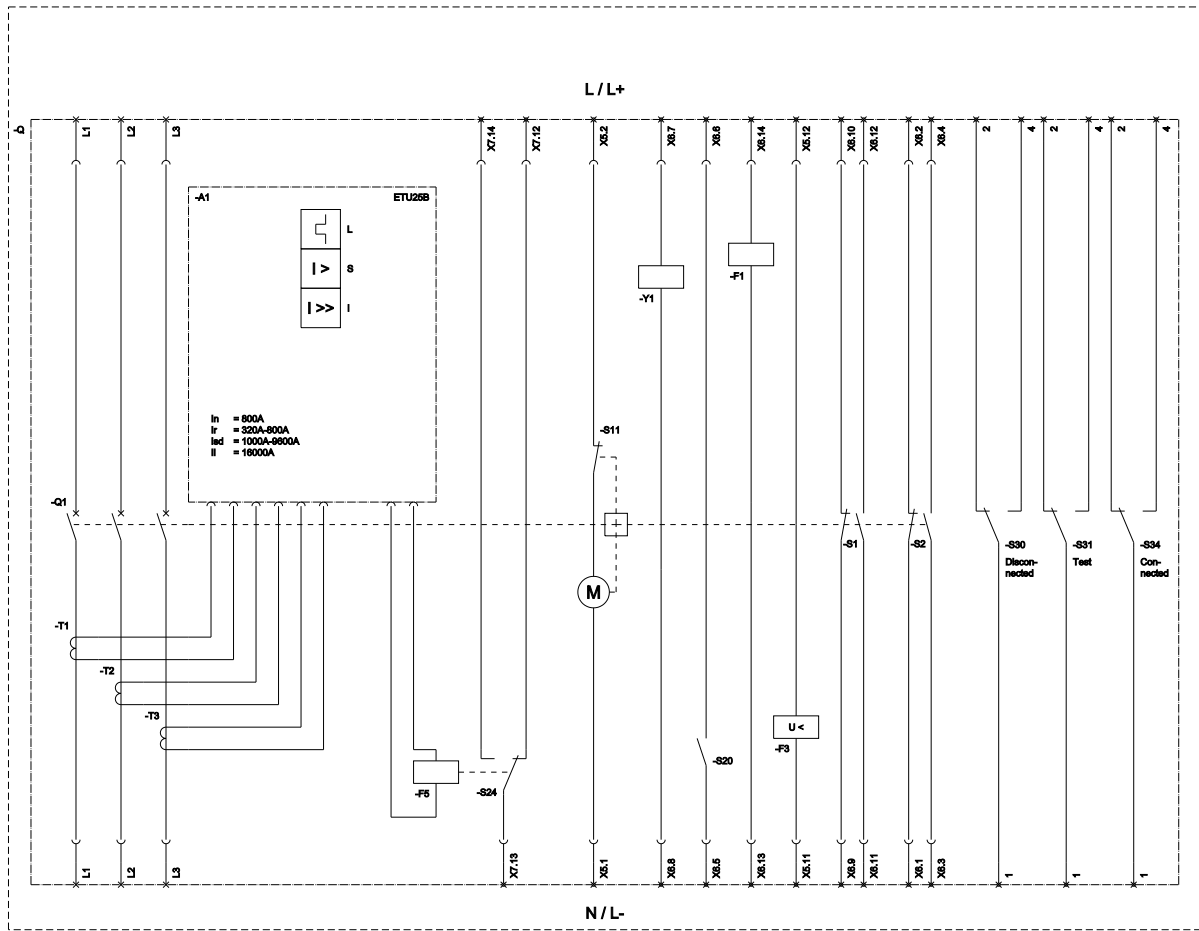 L / L+
-Q
L1
L2
L3
X7.14
X7.12
X5.2
X6.7
X6.6
X6.14
X5.12
X6.10
X6.12
X6.2
X6.4
2
4
2
4
2
4
-A1
ETU25B
L
I >
S
I >>
I
-F1
-Y1
In = 800A
Ir = 320A-800A
Isd = 1000A-9600A
Ii = 16000A
-S11
-Q1
-S1
-S2
-S30
Discon-
nected
-S31
Test
-S34
Con-
nected
M
-T1
-T2
-T3
U <
-F3
-S20
-F5
-S24
L1
L2
L3
X7.13
X5.1
X6.8
X6.5
X6.13
X5.11
X6.9
X6.11
X6.1
X6.3
1
1
1
N / L-